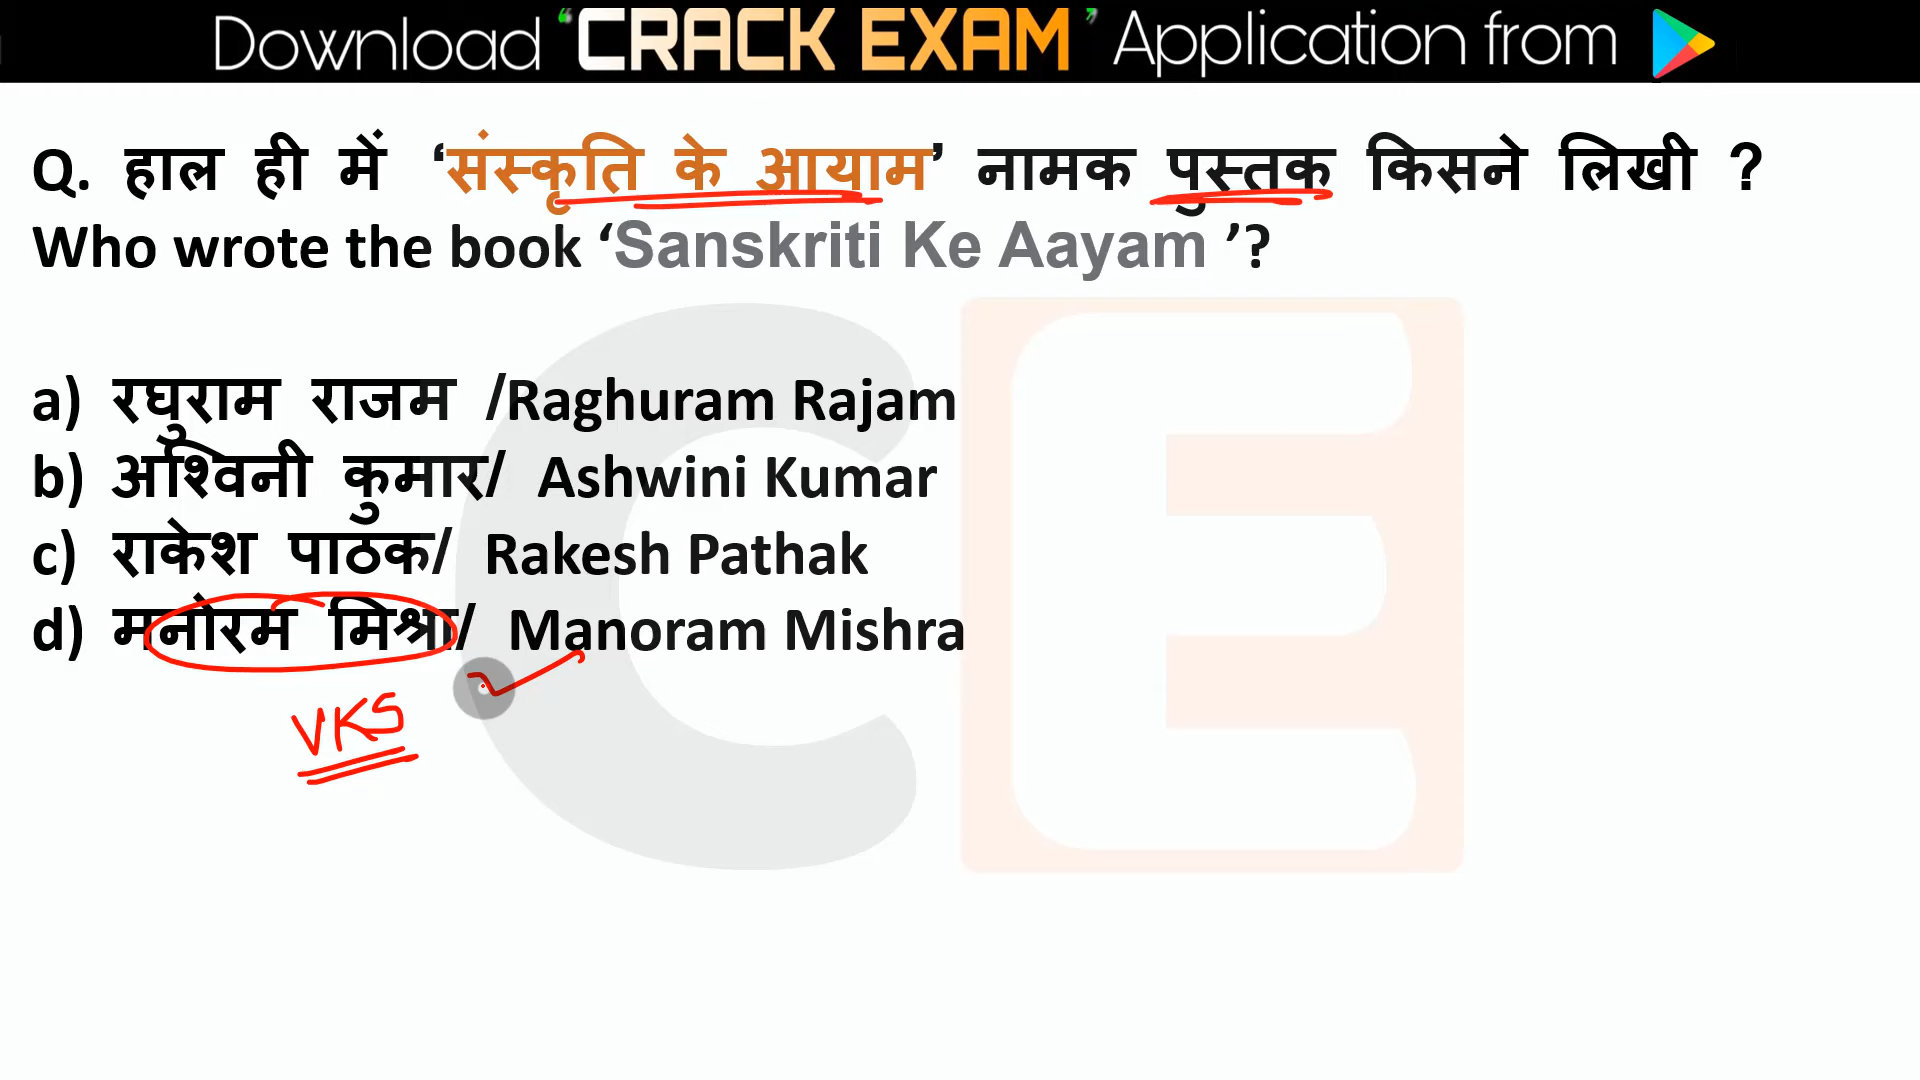 Download ‘CRACK EXAM’ Application from
Q. हाल ही में ‘संस्कृति के आयाम’ नामक पुस्तक किसने लिखी ?
Who wrote the book ‘Sanskriti Ke Aayam ’?
a) रघुराम राजम /Raghuram Rajam
b) अश्विनी कुमार/ Ashwini Kumar
c) राकेश पाठक/ Rakesh Pathak
d) मनोरम मिश्रा/ Manoram Mishra
VKS
CE